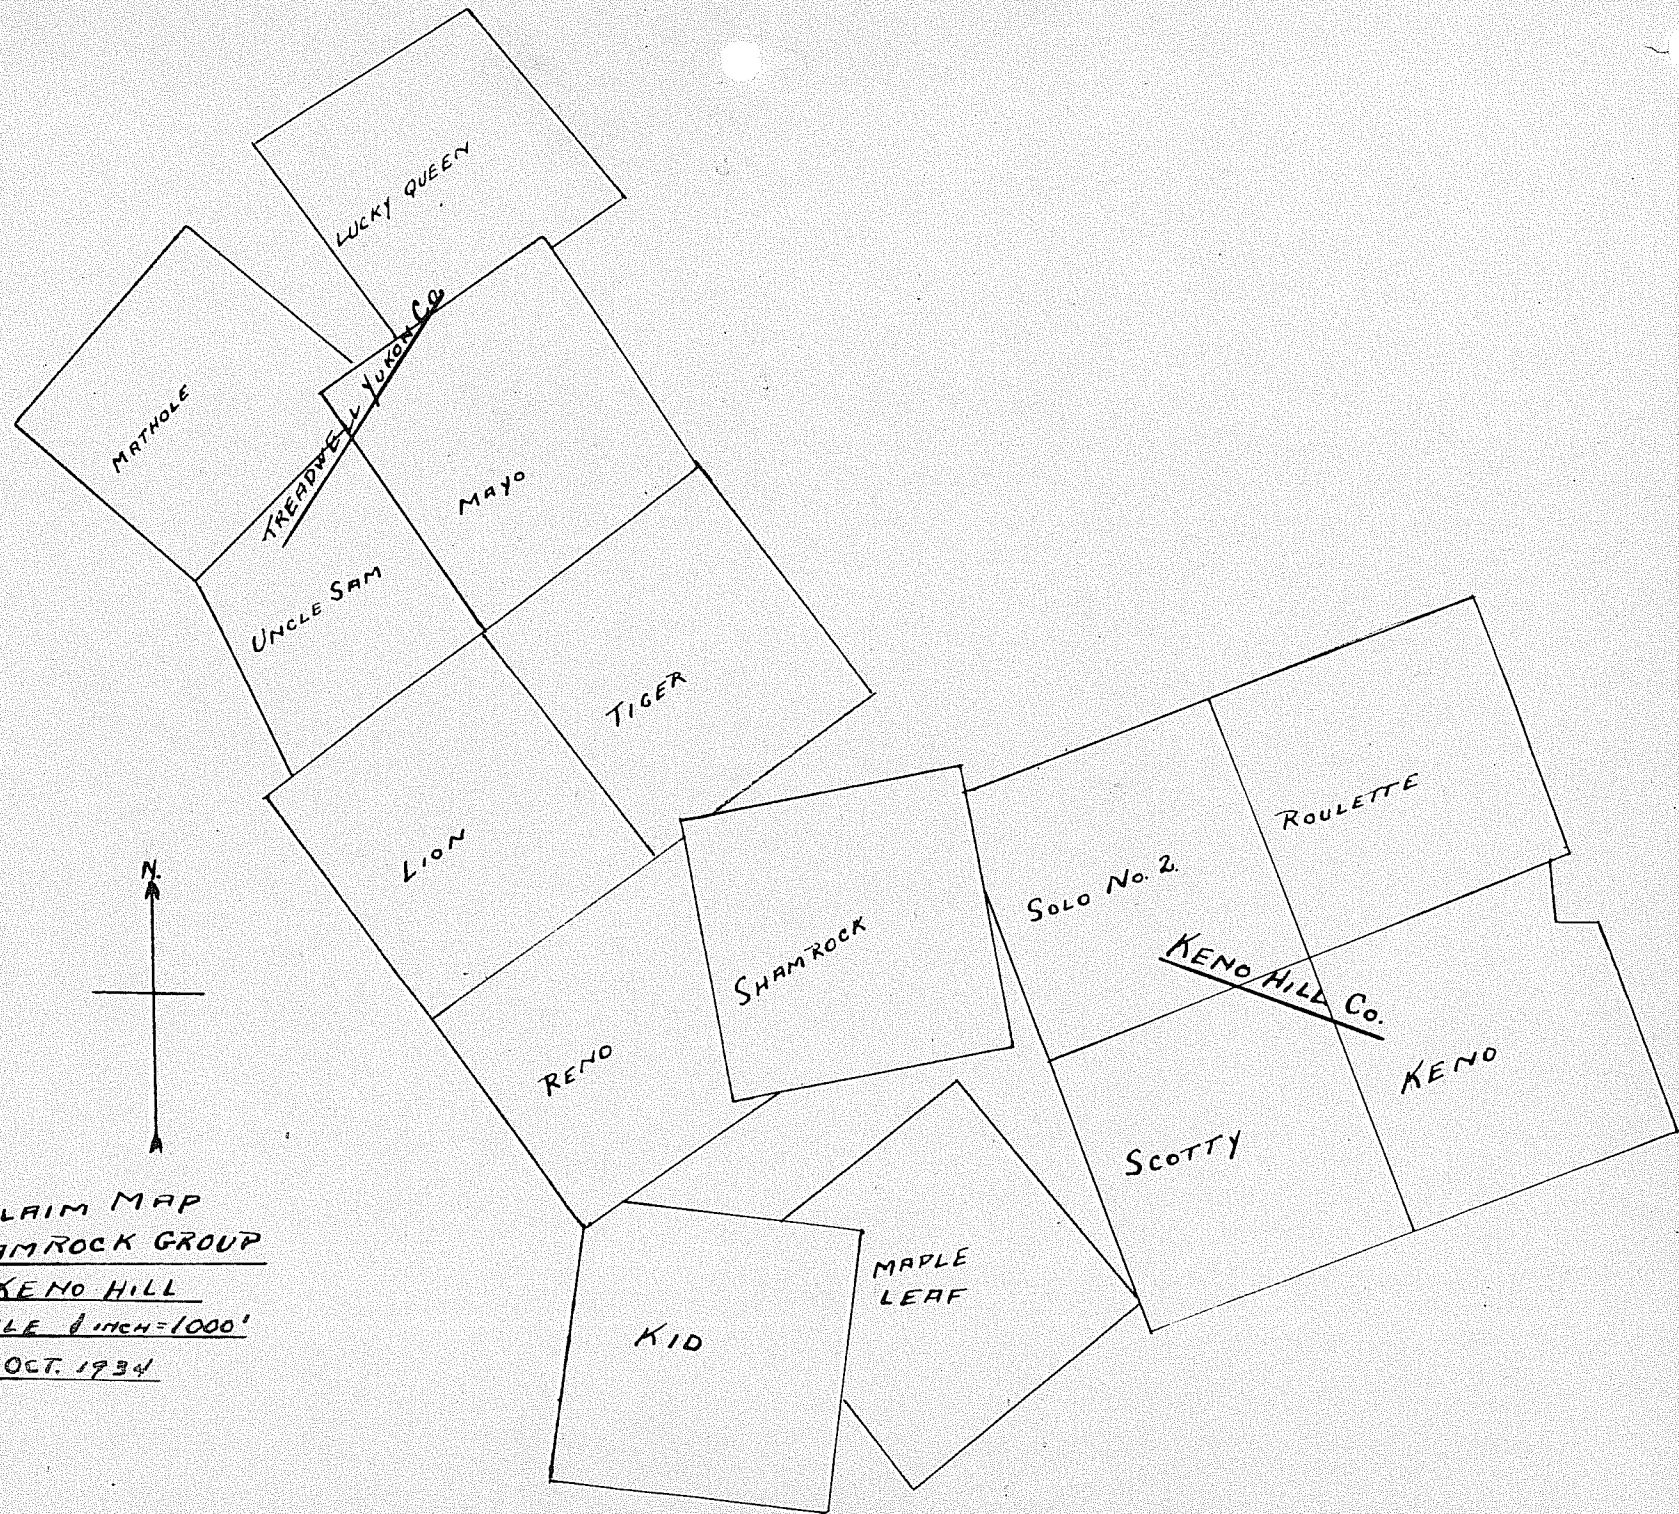 LUCKY QUEEN
MATHOLE
TREADWELL YUKON Co.
MAYO
UNCLE SAM
TIGER
LION
SHAMROCK
RENO
SOLO No. 2.
ROULETTE
KENO HILL Co.
KENO
SCOTTY
MAPLE
LEAF
KID
N.
LAIM MAP
AMROCK GROUP
KENO HILL
LE 1 INCH=1000'
OCT. 1934